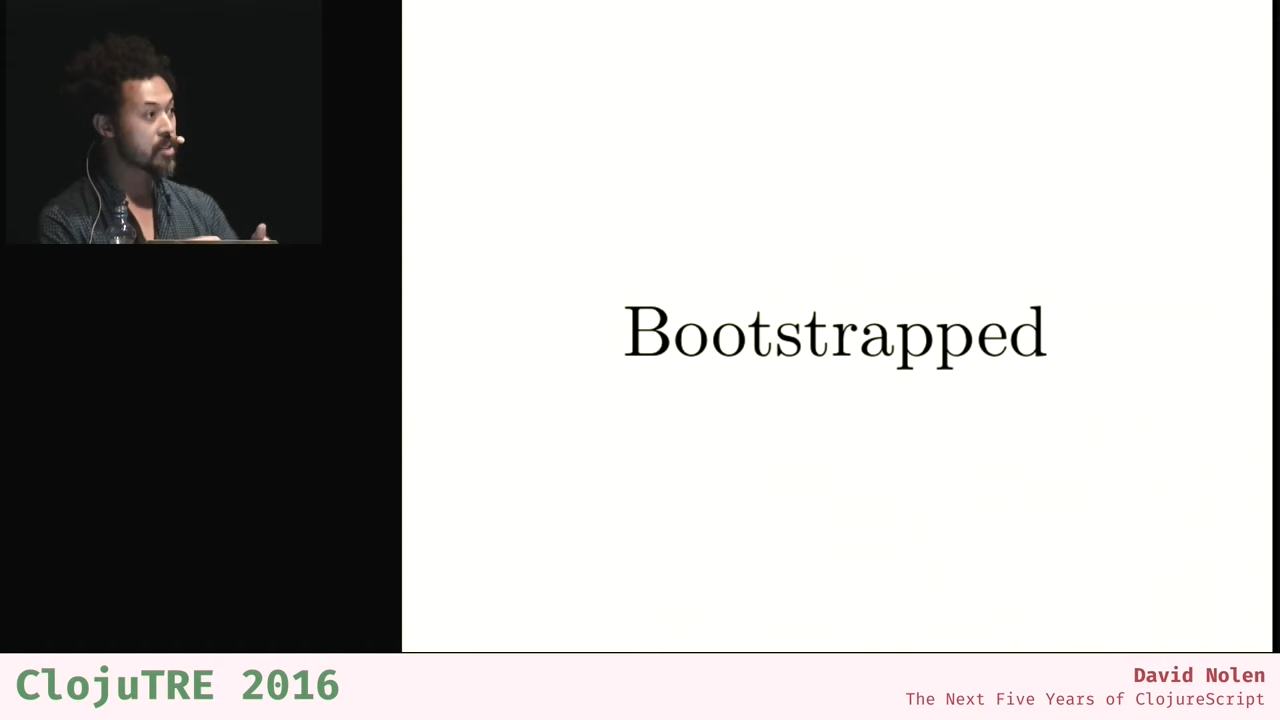 Bootstrapped
ClojuTRE 2016
David Nolen
The Next Five Years of ClojureScript